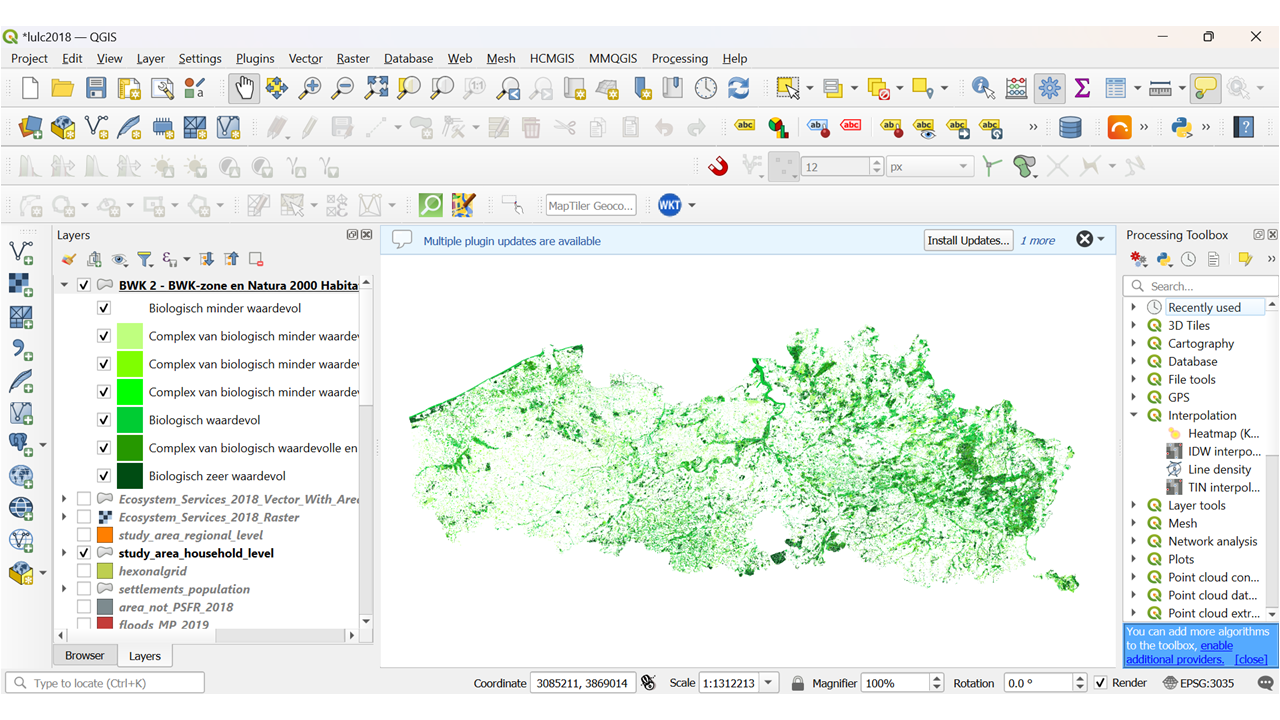 *lulc2018 — QGIS
Project Edit View Layer Settings Plugins Vector Raster Database Web Mesh HCMGIS MMQGIS Processing Help
12 px
MapTiler Geoco... WKT
Layers
Multiple plugin updates are available Install Updates... 1 more
Processing Toolbox
Search...
BWK 2 - BWK-zone en Natura 2000 Habita
Biologisch minder waardevol
Complex van biologisch minder waarde
Complex van biologisch minder waarde
Complex van biologisch minder waarde
Biologisch waardevol
Complex van biologisch waardevolle en
Biologisch zeer waardevol
Ecosystem_Services_2018_Vector_With_Are
Ecosystem_Services_2018_Raster
study_area_regional_level
study_area_household_level
hexonalgrid
settlements_population
area_not_PSFR_2018
floods_MP_2019
Browser Layers
Recently used
3D Tiles
Cartography
Database
File tools
GPS
Interpolation
Heatmap (K...
IDW interpo...
Line density
TIN interpol...
Layer tools
Mesh
Network analysis
Plots
Point cloud con...
Point cloud dat...
Point cloud extr...
You can add more algorithms
to the toolbox, enable
additional providers. [close]
Type to locate (Ctrl+K) Coordinate 3085211, 3869014 Scale 1:1312213 Magnifier 100% Rotation 0.0 ° Render EPSG:3035